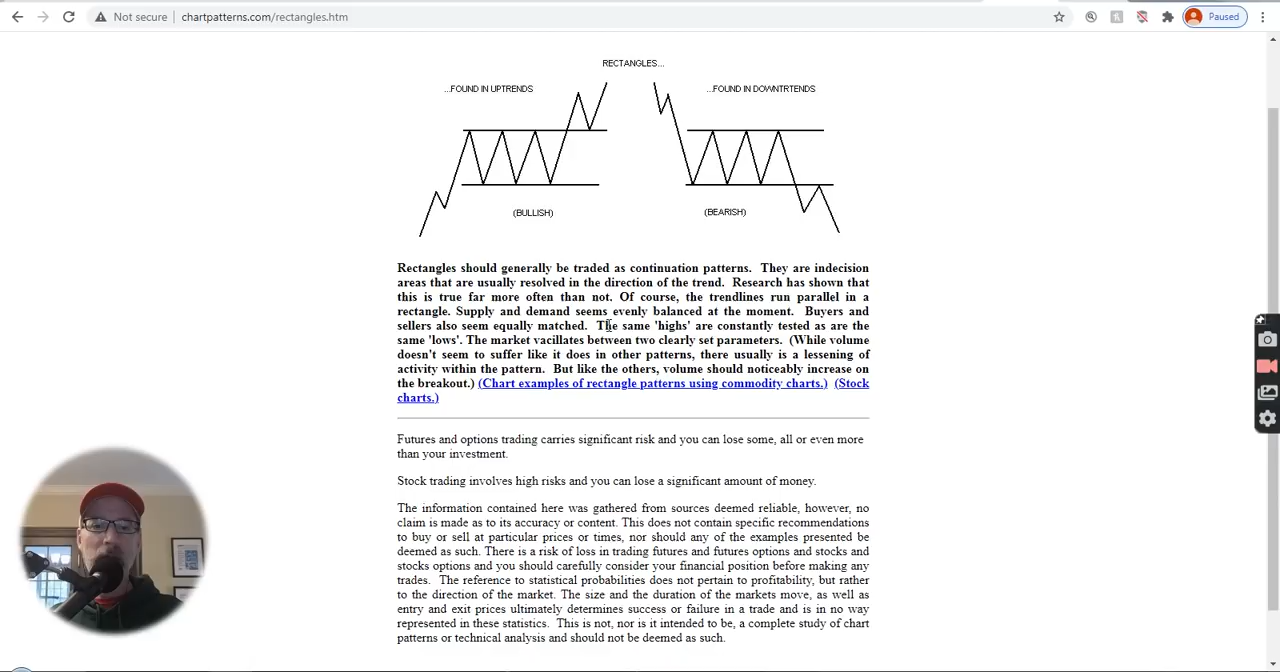 Not secure | chartpatterns.com/rectangles.htm
Paused
RECTANGLES...
...FOUND IN UPTRENDS
...FOUND IN DOWNTRTENDS
(BULLISH)
(BEARISH)
Rectangles should generally be traded as continuation patterns. They are indecision
areas that are usually resolved in the direction of the trend. Research has shown that
this is true far more often than not. Of course, the trendlines run parallel in a
rectangle. Supply and demand seems evenly balanced at the moment. Buyers and
sellers also seem equally matched. The same 'highs' are constantly tested as are the
same 'lows'. The market vacillates between two clearly set parameters. (While volume
doesn't seem to suffer like it does in other patterns, there usually is a lessening of
activity within the pattern. But like the others, volume should noticeably increase on
the breakout.) (Chart examples of rectangle patterns using commodity charts.) (Stock
charts.)
Futures and options trading carries significant risk and you can lose some, all or even more
than your investment.
Stock trading involves high risks and you can lose a significant amount of money.
The information contained here was gathered from sources deemed reliable, however, no
claim is made as to its accuracy or content. This does not contain specific recommendations
to buy or sell at particular prices or times, nor should any of the examples presented be
deemed as such. There is a risk of loss in trading futures and futures options and stocks and
stocks options and you should carefully consider your financial position before making any
trades. The reference to statistical probabilities does not pertain to profitability, but rather
to the direction of the market. The size and the duration of the markets move, as well as
entry and exit prices ultimately determines success or failure in a trade and is in no way
represented in these statistics. This is not, nor is it intended to be, a complete study of chart
patterns or technical analysis and should not be deemed as such.